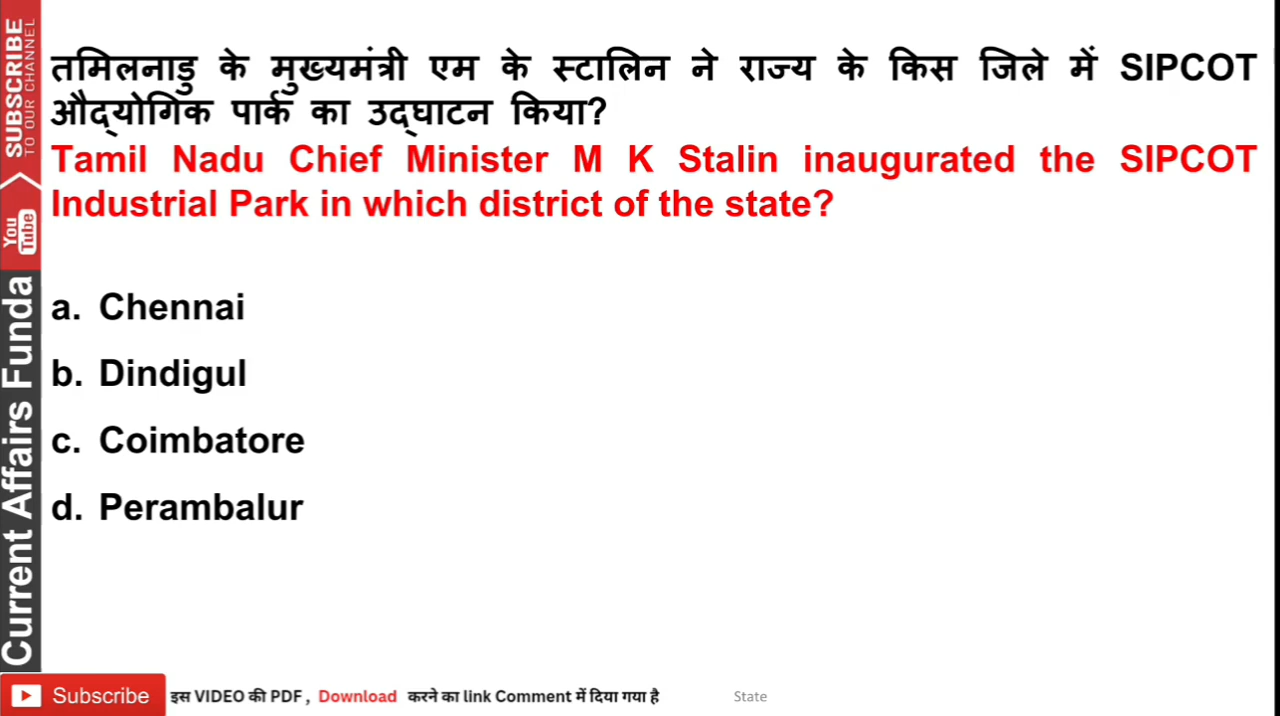 तमिलनाडु के मुख्यमंत्री एम के स्टालिन ने राज्य के किस जिले में SIPCOT
औद्योगिक पार्क का उद्घाटन किया?
Tamil Nadu Chief Minister M K Stalin inaugurated the SIPCOT
Industrial Park in which district of the state?
a. Chennai
b. Dindigul
c. Coimbatore
d. Perambalur
SUBSCRIBE
TO OUR CHANNEL
You
Tube
Current Affairs Funda
Subscribe
इस VIDEO की PDF, Download करने का link Comment में दिया गया है
State